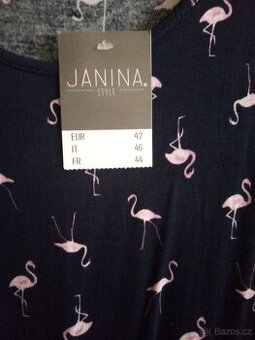 JANINA.
STYLE
EUR 42
IT 46
FR 44
© Bazos.cz